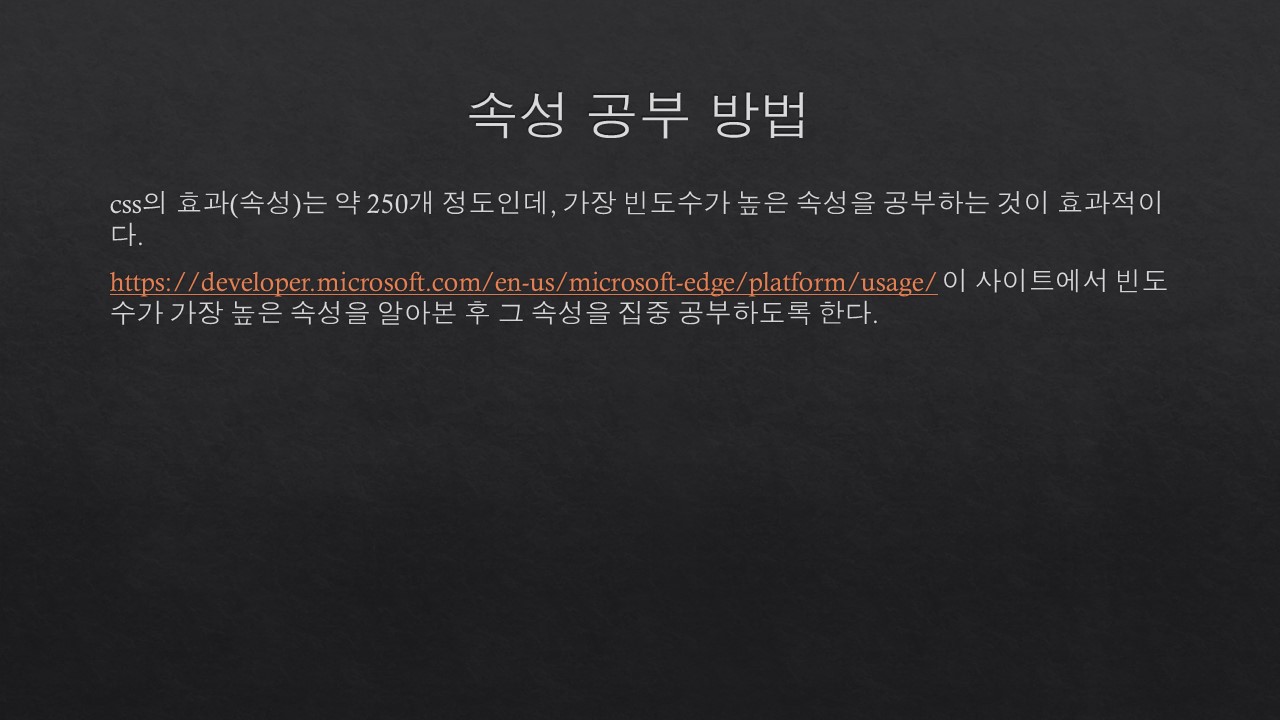 속성 공부 방법
css의 효과(속성)는 약 250개 정도인데, 가장 빈도수가 높은 속성을 공부하는 것이 효과적이
다.
https://developer.microsoft.com/en-us/microsoft-edge/platform/usage/ 이 사이트에서 빈도
수가 가장 높은 속성을 알아본 후 그 속성을 집중 공부하도록 한다.